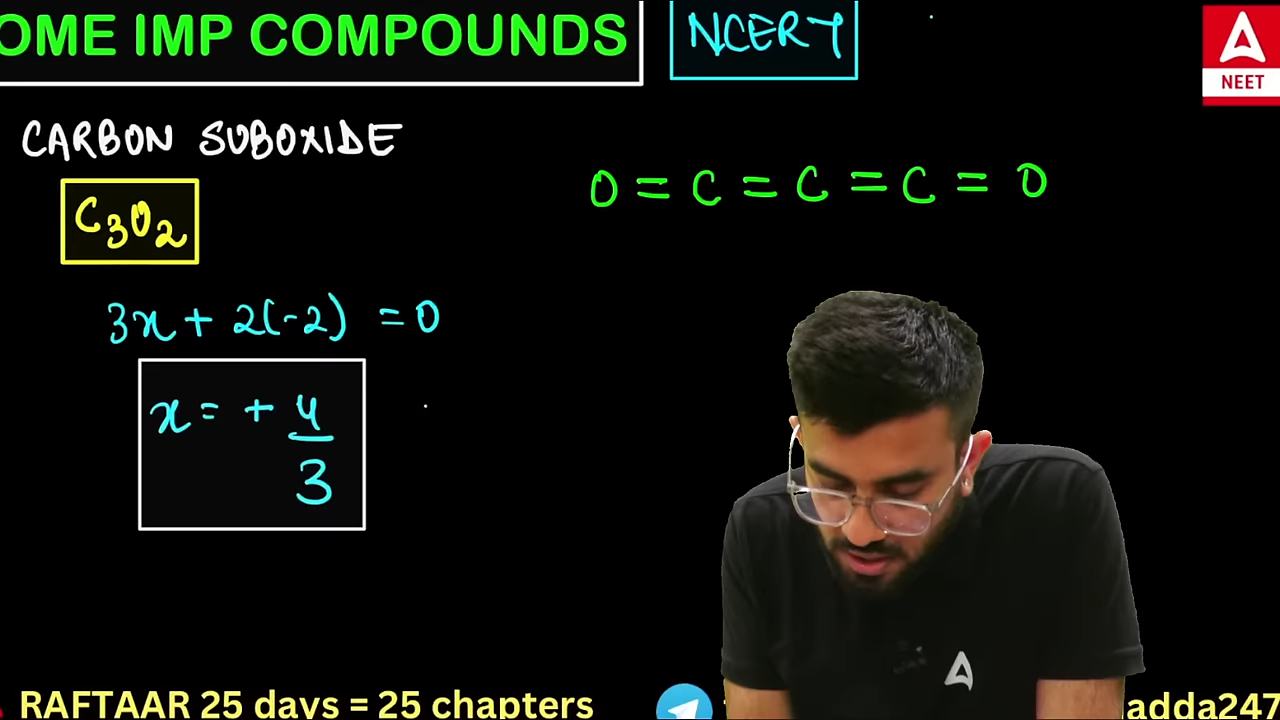 OME IMP COMPOUNDS
NCERT
NEET
CARBON SUBOXIDE
C3O2
O = C = C = C = O
3x + 2(-2) = 0
x = + 4/3
RAFTAAR 25 days = 25 chapters
adda247